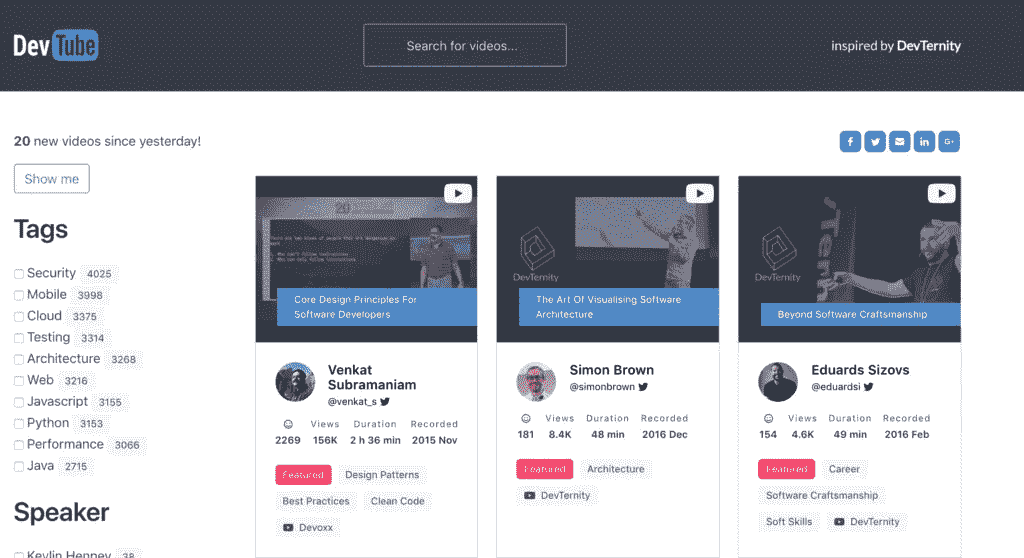 DevTube
Search for videos...
inspired by DevTernity
20 new videos since yesterday!
Show me
Tags
Security 4025
Mobile 3998
Cloud 3375
Testing 3314
Architecture 3268
Web 3216
Javascript 3155
Python 3153
Performance 3066
Java 2715
Speaker
Kevlin Henney 38
Core Design Principles For
Software Developers
Venkat
Subramaniam
@venkat_s
Views Duration Recorded
2269 156K 2 h 36 min 2015 Nov
Featured Design Patterns
Best Practices Clean Code
Devoxx
DevTernity
The Art Of Visualising Software
Architecture
Simon Brown
@simonbrown
Views Duration Recorded
181 8.4K 48 min 2016 Dec
Featured Architecture
DevTernity
DevTernity
Beyond Software Craftsmanship
Eduards Sizovs
@eduardsi
Views Duration Recorded
154 4.6K 49 min 2016 Feb
Featured Career
Software Craftsmanship
Soft Skills DevTernity